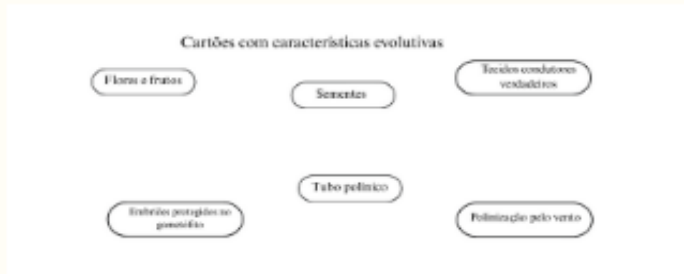 Cartões com características evolutivas
Flores e frutos
Sementes
Tecidos condutores
verdadeiros
Tubo polínico
Embriões protegidos no
gametófito
Polinização pelo vento